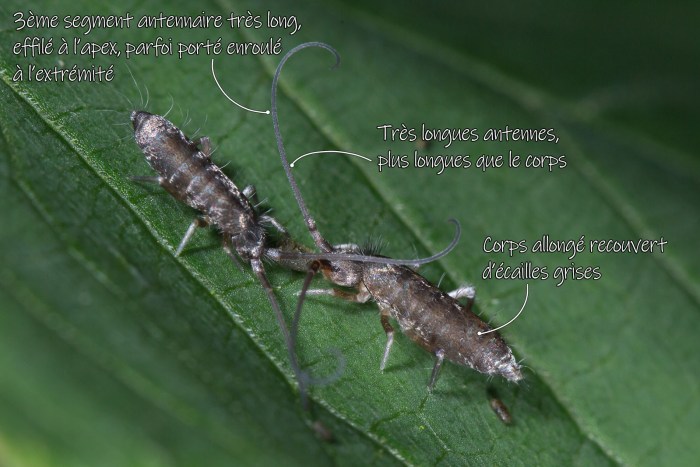 3ème segment antennaire très long,
effilé à l'apex, parfoi porté enroulé
à l'extrémité
Très longues antennes,
plus longues que le corps
Corps allongé recouvert
d'écailles grises